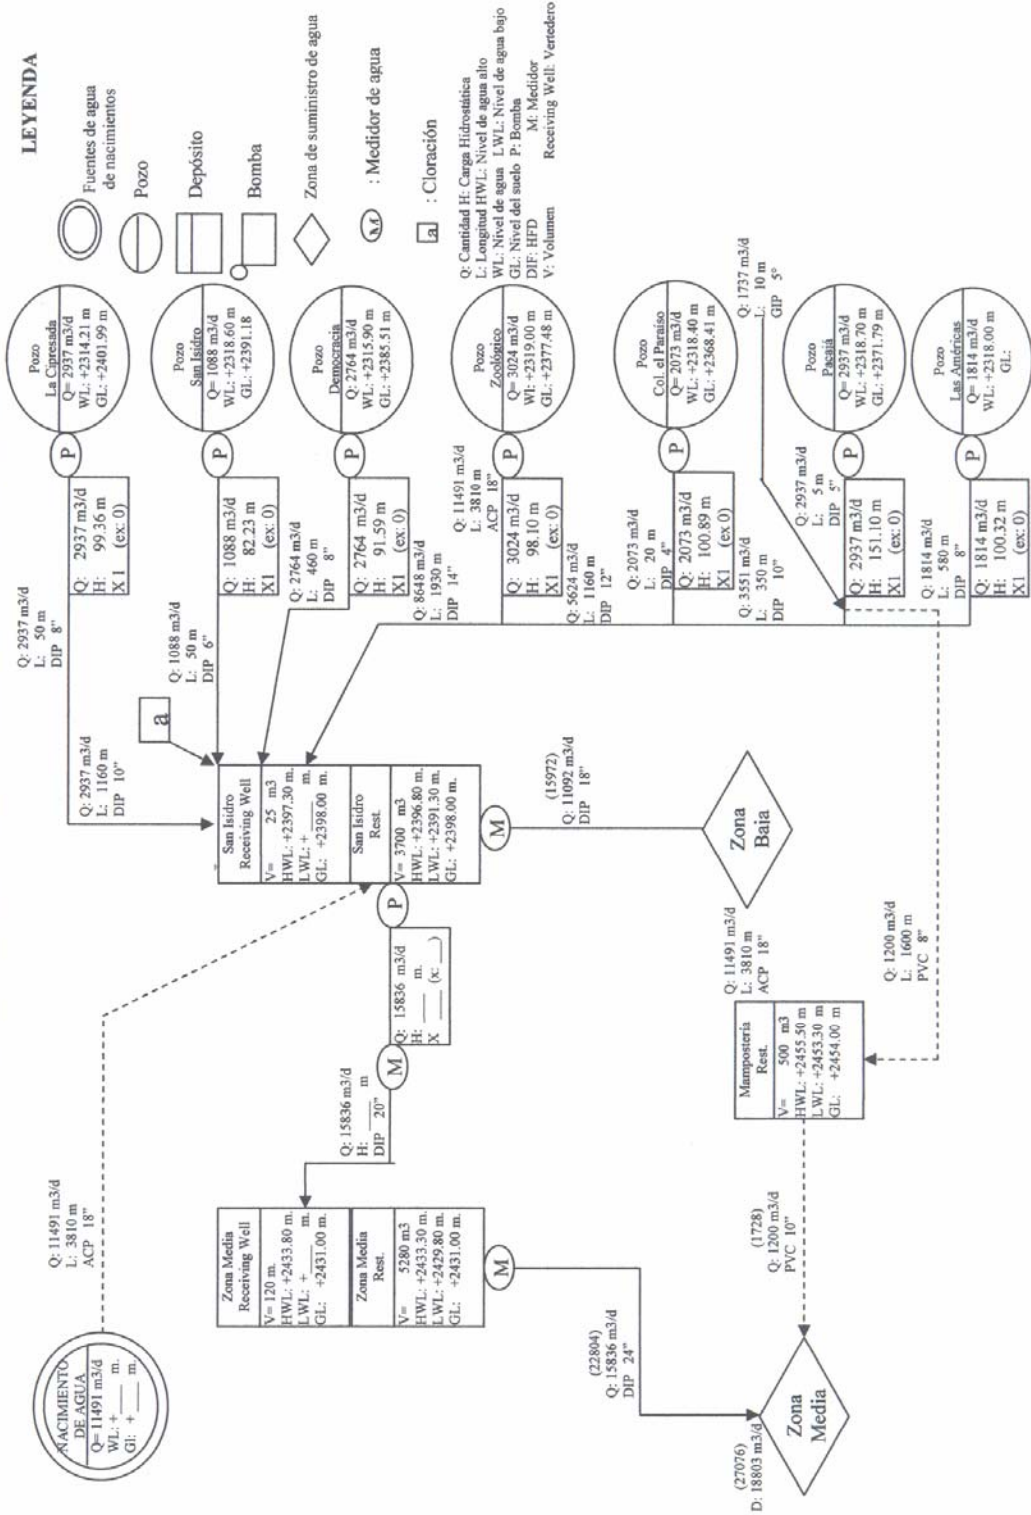 LEYENDA
Fuentes de agua
de nacimientos
Pozo
Depósito
Bomba
Zona de suministro de agua
M : Medidor de agua
a : Cloración
Q: Cantidad H: Carga Hidrostática
L: Longitud HWL: Nivel de agua alto
WL: Nivel de agua LWL: Nivel de agua bajo
GL: Nivel del suelo P: Bomba
DIF: HFD M: Medidor
V: Volumen Receiving Well: Vertedero
Pozo
La Cipresada
Q= 2937 m3/d
WL: +2314.21 m
GL: +2401.99 m
P
Q: 2937 m3/d
H: 99.36 m
X1 (ex: 0)
Q: 2937 m3/d
L: 50 m
DIP 8"
Q: 2937 m3/d
L: 1160 m
DIP 10"
Pozo
San Isidro
Q= 1088 m3/d
WL: +2318.60 m
GL: +2391.18
P
Q: 1088 m3/d
H: 82.23 m
X1 (ex: 0)
Q: 1088 m3/d
L: 50 m
DIP 6"
a
Pozo
Democracia
Q: 2764 m3/d
WL: +2315.90 m
GL: +2385.51 m
P
Q: 2764 m3/d
H: 91.59 m
X1 (ex: 0)
Q: 2764 m3/d
L: 460 m
DIP 8"
Q: 8648 m3/d
L: 1930 m
DIP 14"
Pozo
Zoológico
Q= 3024 m3/d
WI: +2319.00 m
GL: +2377.48 m
Q: 11491 m3/d
L: 3810 m
ACP 18"
Q: 3024 m3/d
H: 98.10 m
X1 (ex: 0)
Q: 5624 m3/d
L: 1160 m
DIP 12"
Pozo
Col. el Paraíso
Q= 2073 m3/d
WL: +2318.40 m
GL: +2368.41 m
P
Q: 2073 m3/d
L: 20 m
DIP 4"
Q: 2073 m3/d
H: 100.89 m
X1 (ex 0)
Q: 3551 m3/d
L: 350 m
DIP 10"
Q: 1737 m3/d
L: 10 m
GIP 5°
Pozo
Pacajá
Q= 2937 m3/d
WL: +2318.70 m
GL: +2371.79 m
P
Q: 2937 m3/d
L: 5 m
DIP 5"
Q: 2937 m3/d
H: 151.10 m
X1 (ex: 0)
Pozo
Las Américas
Q= 1814 m3/d
WL: +2318.00 m
GL:
P
Q: 1814 m3/d
L: 580 m
DIP 8"
Q: 1814 m3/d
H: 100.32 m
X1 (ex: 0)
San Isidro
Receiving Well
V= 25 m3
HWL: +2397.30 m.
LWL: +____ m.
GL: +2398.00 m.
San Isidro
Rest.
V= 3700 m3
HWL: +2396.80 m.
LWL: +2391.30 m.
GL: +2398.00 m.
M
(15972)
Q: 11092 m3/d
DIP 18"
Zona
Baia
P
Q: 15836 m3/d
H: ____ m.
X ____ (x: __)
M
Q: 15836 m3/d
H: ____ m
DIP 20"
Q: 11491 m3/d
L: 3810 m
ACP 18"
Mampostería
Rest.
V= 500 m3
HWL: +2455.50 m
LWL: +2453.30 m
GL: +2454.00 m
Q: 1200 m3/d
L: 1600 m
PVC 8"
(1728)
Q: 1200 m3/d
PVC 10"
Q: 11491 m3/d
L: 3810 m
ACP 18"
NACIMIENTO
DE AGUA
Q= 11491 m3/d
WL: +____ m.
Gl: +____ m.
Zona Media
Receiving Well
V= 120 m.
HWL: +2433.80 m.
LWL: +____ m.
GL: +2431.00 m.
Zona Media
Rest.
V= 5280 m3
HWL: +2433.30 m.
LWL: +2429.80 m.
GL: +2431.00 m.
M
(22804)
Q: 15836 m3/d
DIP 24"
Zona
Media
(27076)
D: 18803 m3/d